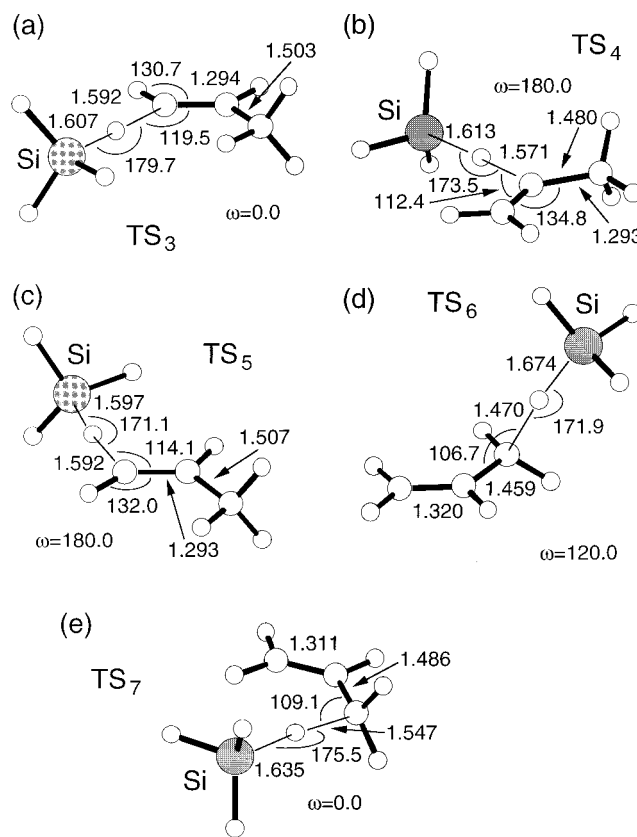 (a)
130.7
1.294
1.503
1.592
1.607
119.5
Si
179.7
ω=0.0
TS3
(b)
TS4
Si
ω=180.0
1.480
1.613
1.571
173.5
112.4
134.8
1.293
(c)
Si
TS5
1.597
171.1
114.1
1.507
1.592
132.0
1.293
ω=180.0
(d)
TS6
Si
1.674
1.470
171.9
106.7
1.459
1.320
ω=120.0
(e)
TS7
1.311
1.486
109.1
1.547
175.5
Si
1.635
ω=0.0